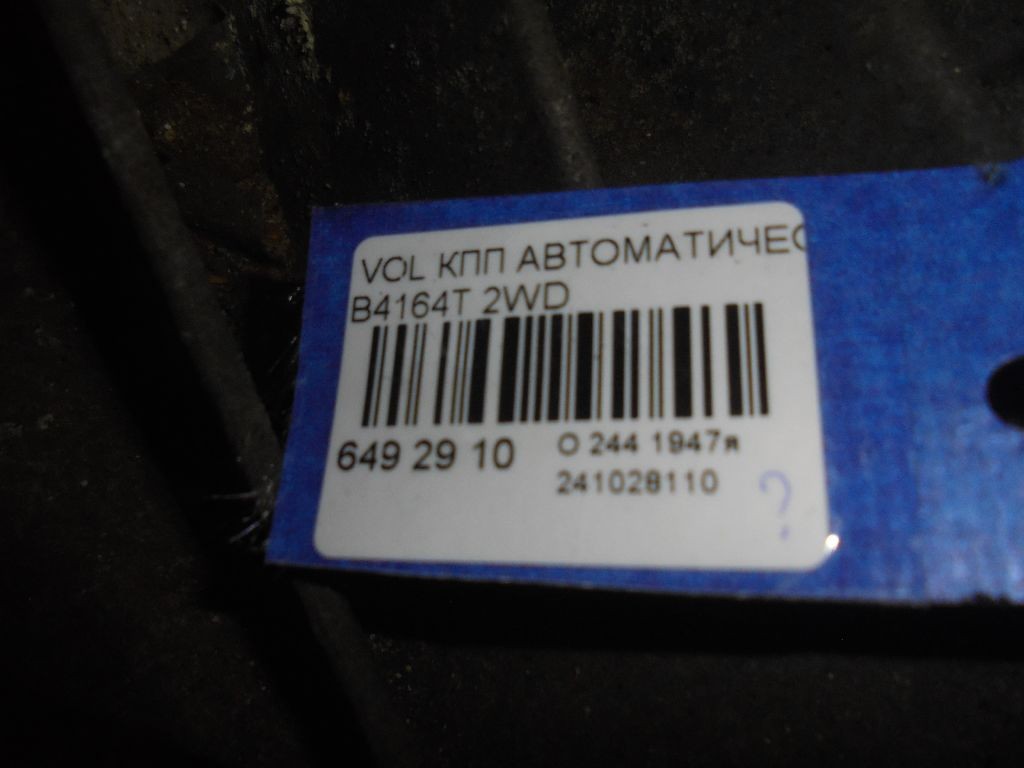 VOL КПП АВТОМАТИЧЕС
B4164T 2WD
649 29 10
O 244 1947я
241028110
?